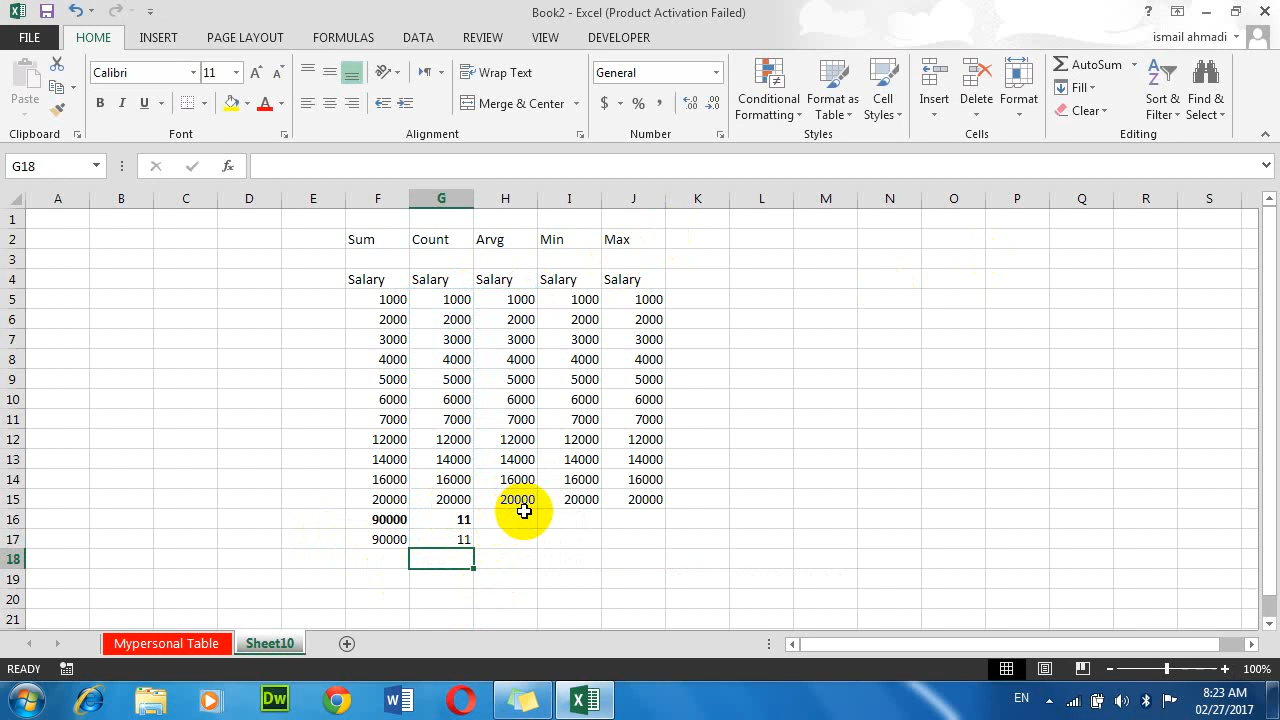 Book2 - Excel (Product Activation Failed)
FILE HOME INSERT PAGE LAYOUT FORMULAS DATA REVIEW VIEW DEVELOPER ismail ahmadi
Paste
Calibri 11
B I U A
Wrap Text
Merge & Center
General
$ % ,
Conditional Formatting
Format as Table
Cell Styles
Insert Delete Format
AutoSum
Fill
Clear
Sort & Filter
Find & Select
Clipboard Font Alignment Number Styles Cells Editing
G18 fx
A B C D E F G H I J K L M N O P Q R S
1
2 Sum Count Arvg Min Max
3
4 Salary Salary Salary Salary Salary
5 1000 1000 1000 1000 1000
6 2000 2000 2000 2000 2000
7 3000 3000 3000 3000 3000
8 4000 4000 4000 4000 4000
9 5000 5000 5000 5000 5000
10 6000 6000 6000 6000 6000
11 7000 7000 7000 7000 7000
12 12000 12000 12000 12000 12000
13 14000 14000 14000 14000 14000
14 16000 16000 16000 16000 16000
15 20000 20000 20000 20000 20000
16 90000 11
17 90000 11
18
19
20
21
Mypersonal Table Sheet10
READY 100%
Dw EN 8:23 AM
02/27/2017